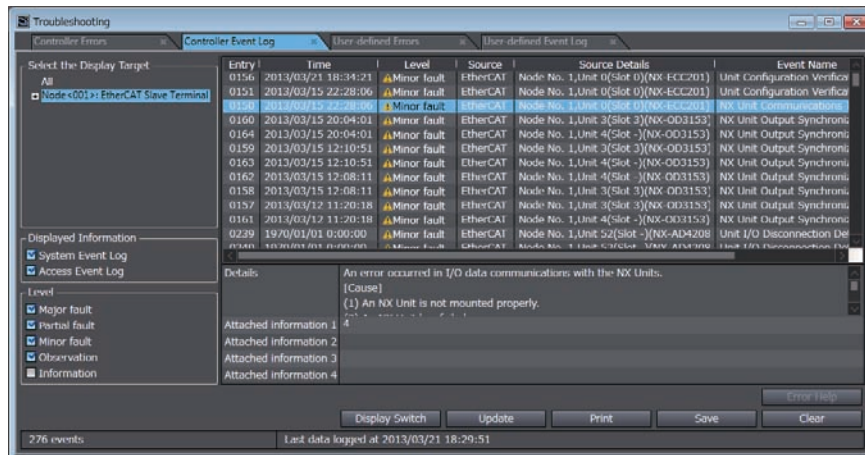 Troubleshooting
Controller Errors
Controller Event Log
User-defined Errors
User-defined Event Log
Select the Display Target
All
Node<001>: EtherCAT Slave Terminal
Displayed Information
System Event Log
Access Event Log
Level
Major fault
Partial fault
Minor fault
Observation
Information
Entry Time Level Source Source Details Event Name
0156 2013/03/21 18:34:21 Minor fault EtherCAT Node No. 1,Unit 0(Slot 0)(NX-ECC201) Unit Configuration Verifica
0151 2013/03/15 22:28:06 Minor fault EtherCAT Node No. 1,Unit 0(Slot 0)(NX-ECC201) Unit Configuration Verifica
0150 2013/03/15 22:28:06 Minor fault EtherCAT Node No. 1,Unit 0(Slot 0)(NX-ECC201) NX Unit Communications
0160 2013/03/15 20:04:01 Minor fault EtherCAT Node No. 1,Unit 3(Slot 3)(NX-OD3153) NX Unit Output Synchroni
0164 2013/03/15 20:04:01 Minor fault EtherCAT Node No. 1,Unit 4(Slot -)(NX-OD3153) NX Unit Output Synchroni
0159 2013/03/15 12:10:51 Minor fault EtherCAT Node No. 1,Unit 3(Slot 3)(NX-OD3153) NX Unit Output Synchroni
0163 2013/03/15 12:10:51 Minor fault EtherCAT Node No. 1,Unit 4(Slot -)(NX-OD3153) NX Unit Output Synchroni
0162 2013/03/15 12:08:11 Minor fault EtherCAT Node No. 1,Unit 4(Slot -)(NX-OD3153) NX Unit Output Synchroni
0158 2013/03/15 12:08:11 Minor fault EtherCAT Node No. 1,Unit 3(Slot 3)(NX-OD3153) NX Unit Output Synchroni
0157 2013/03/12 11:20:18 Minor fault EtherCAT Node No. 1,Unit 3(Slot 3)(NX-OD3153) NX Unit Output Synchroni
0161 2013/03/12 11:20:18 Minor fault EtherCAT Node No. 1,Unit 4(Slot -)(NX-OD3153) NX Unit Output Synchroni
0239 1970/01/01 0:00:00 Minor fault EtherCAT Node No. 1,Unit 52(Slot -)(NX-AD4208 Unit I/O Disconnection Det
Details
An error occurred in I/O data communications with the NX Units.
[Cause]
(1) An NX Unit is not mounted properly.
Attached information 1 4
Attached information 2
Attached information 3
Attached information 4
Error Help
Display Switch Update Print Save Clear
276 events Last data logged at 2013/03/21 18:29:51